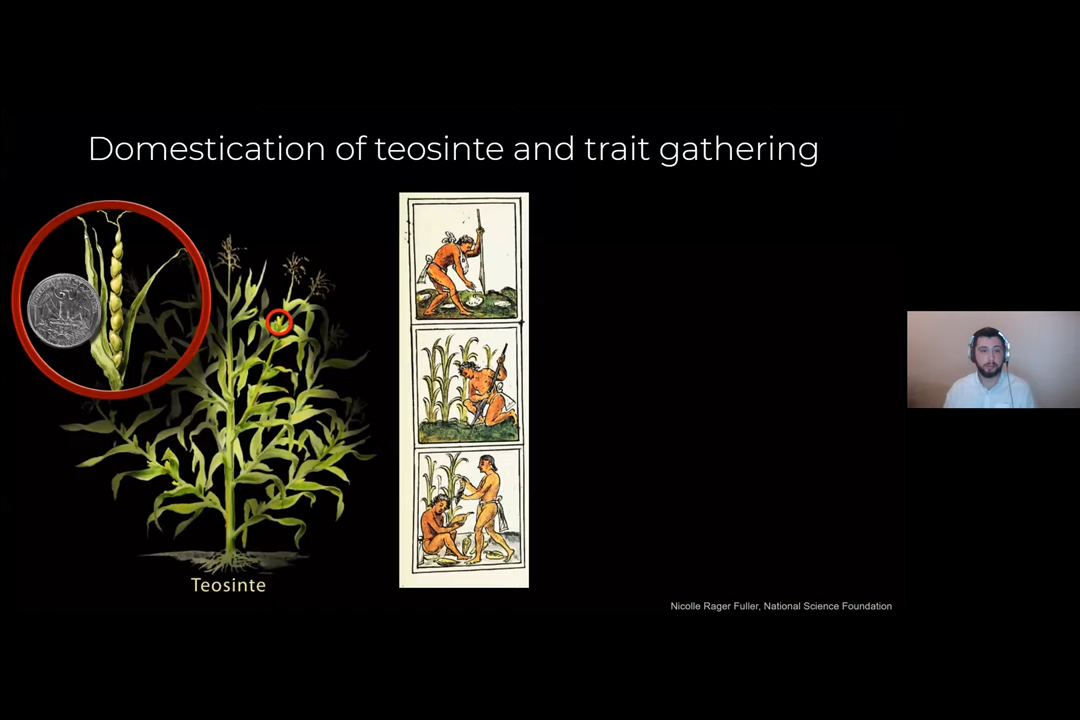 Domestication of teosinte and trait gathering
Teosinte
Nicolle Rager Fuller, National Science Foundation